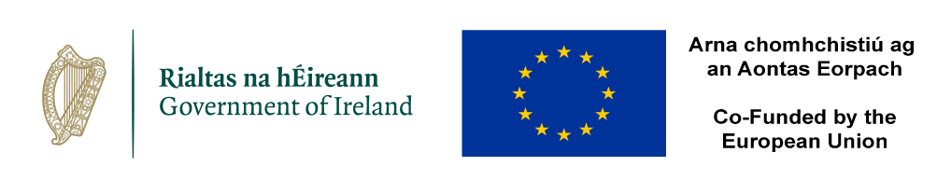 Rialtas na hÉireann
Government of Ireland
Arna chomhchistiú ag
an Aontas Eorpach
Co-Funded by the
European Union